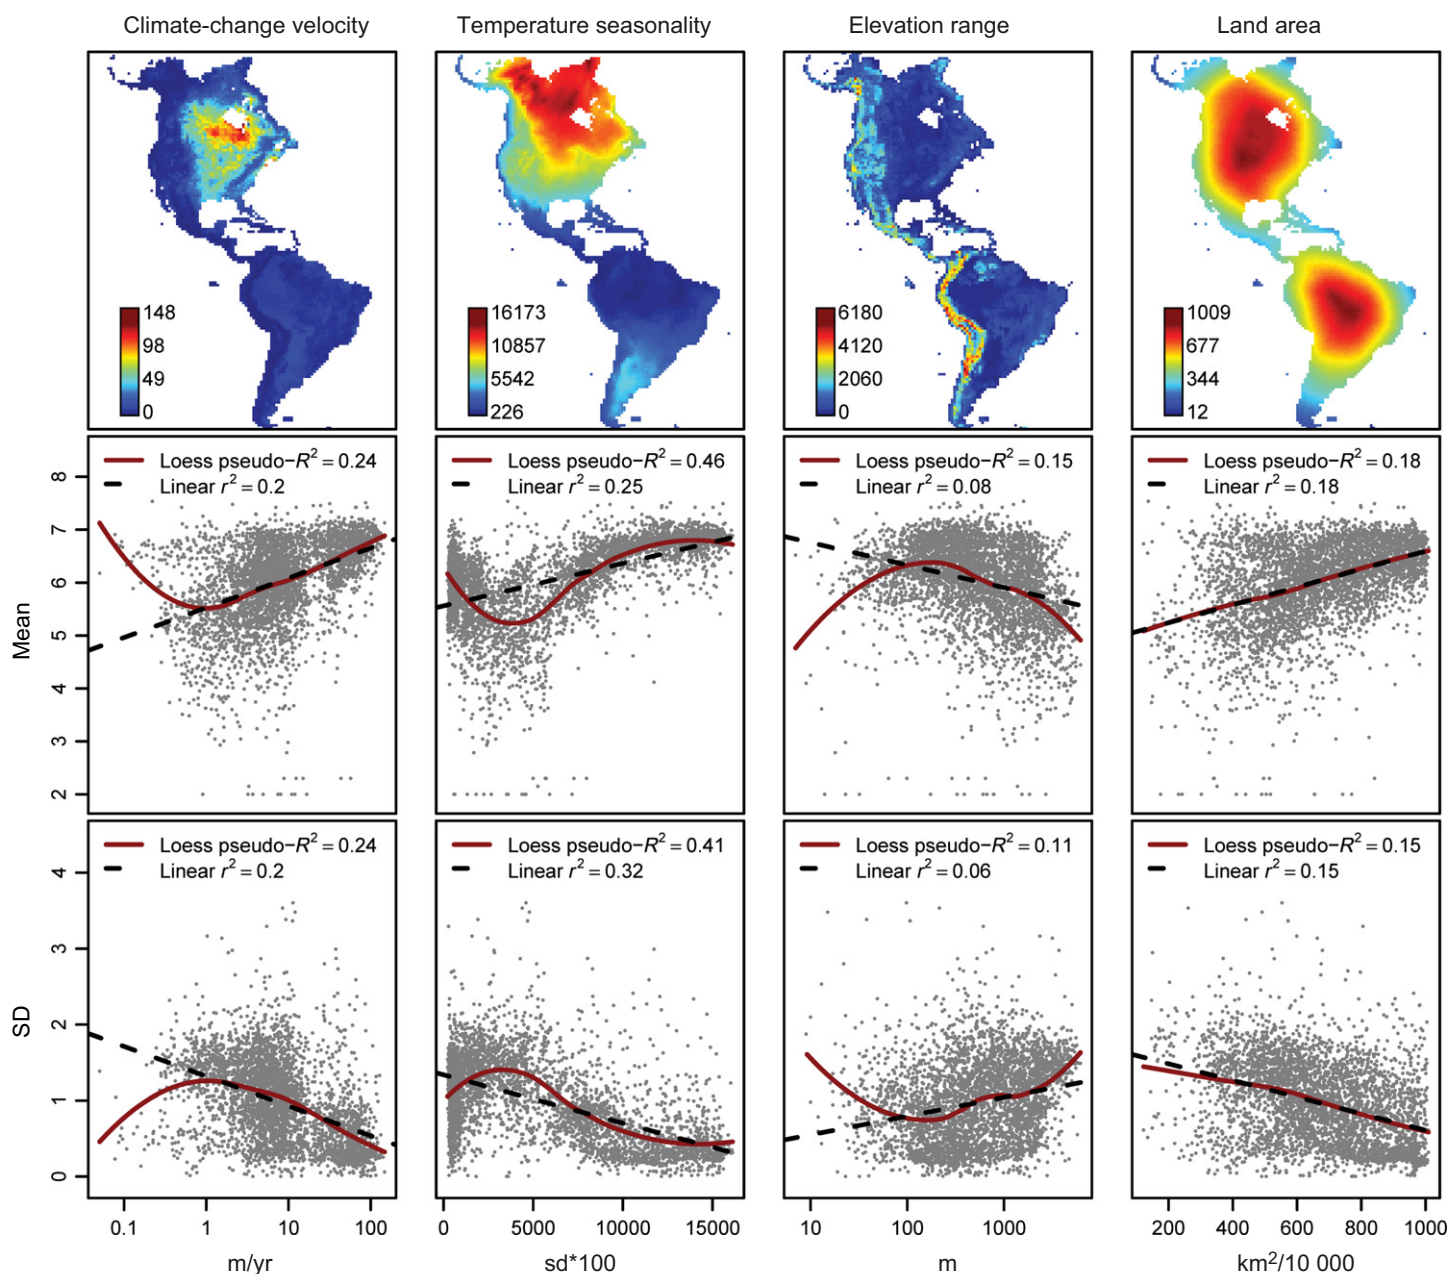 Climate-change velocity
Temperature seasonality
Elevation range
Land area
148
98
49
0
16173
10857
5542
226
6180
4120
2060
0
1009
677
344
12
Mean
8
7
6
5
4
3
2
Loess pseudo−R² = 0.24
Linear r² = 0.2
Loess pseudo−R² = 0.46
Linear r² = 0.25
Loess pseudo−R² = 0.15
Linear r² = 0.08
Loess pseudo−R² = 0.18
Linear r² = 0.18
SD
4
3
2
1
0
Loess pseudo−R² = 0.24
Linear r² = 0.2
Loess pseudo−R² = 0.41
Linear r² = 0.32
Loess pseudo−R² = 0.11
Linear r² = 0.06
Loess pseudo−R² = 0.15
Linear r² = 0.15
0.1 1 10 100
0 5000 10000 15000
10 100 1000
200 400 600 800 1000
m/yr
sd*100
m
km²/10 000